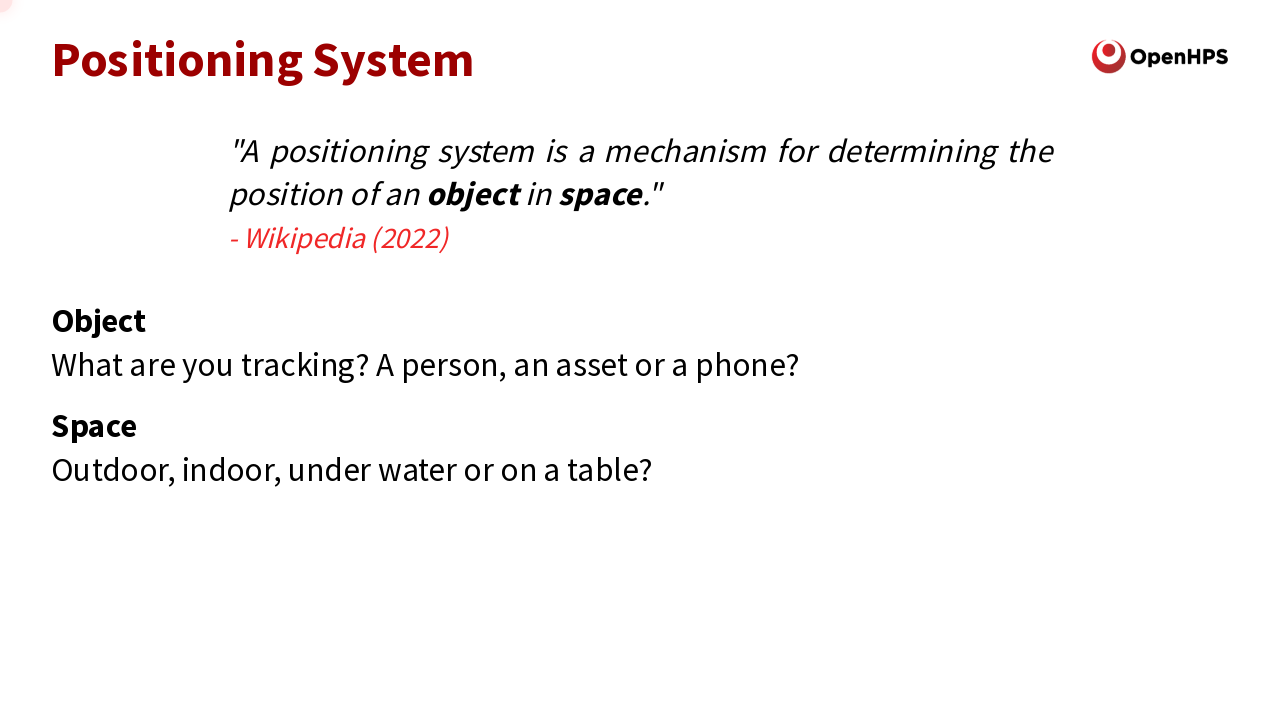 Positioning System
OpenHPS
"A positioning system is a mechanism for determining the
position of an object in space."
- Wikipedia (2022)
Object
What are you tracking? A person, an asset or a phone?
Space
Outdoor, indoor, under water or on a table?